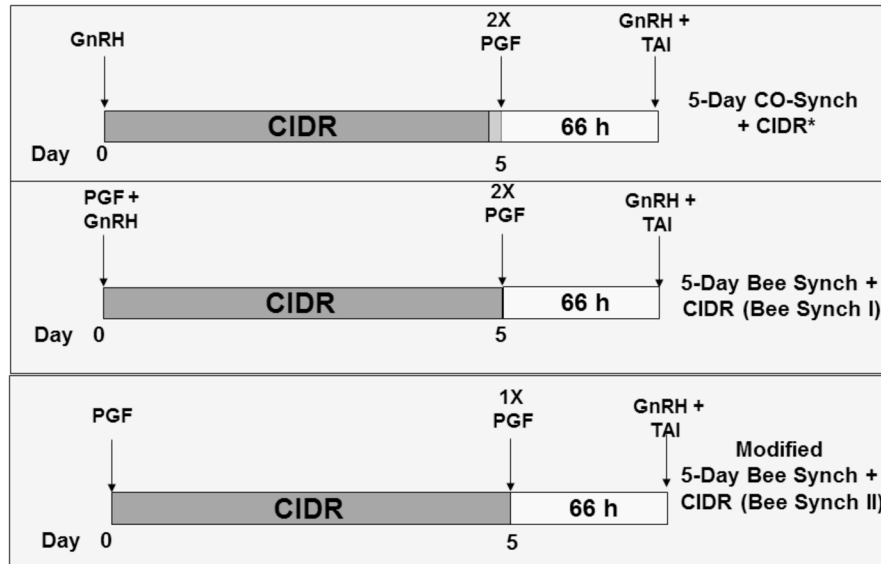 GnRH
2X
PGF
GnRH +
TAI
CIDR
66 h
5-Day CO-Synch
+ CIDR*
Day 0
5
PGF +
GnRH
2X
PGF
GnRH +
TAI
CIDR
66 h
5-Day Bee Synch +
CIDR (Bee Synch I)
Day 0
5
PGF
1X
PGF
GnRH +
TAI
CIDR
66 h
Modified
5-Day Bee Synch +
CIDR (Bee Synch II)
Day 0
5